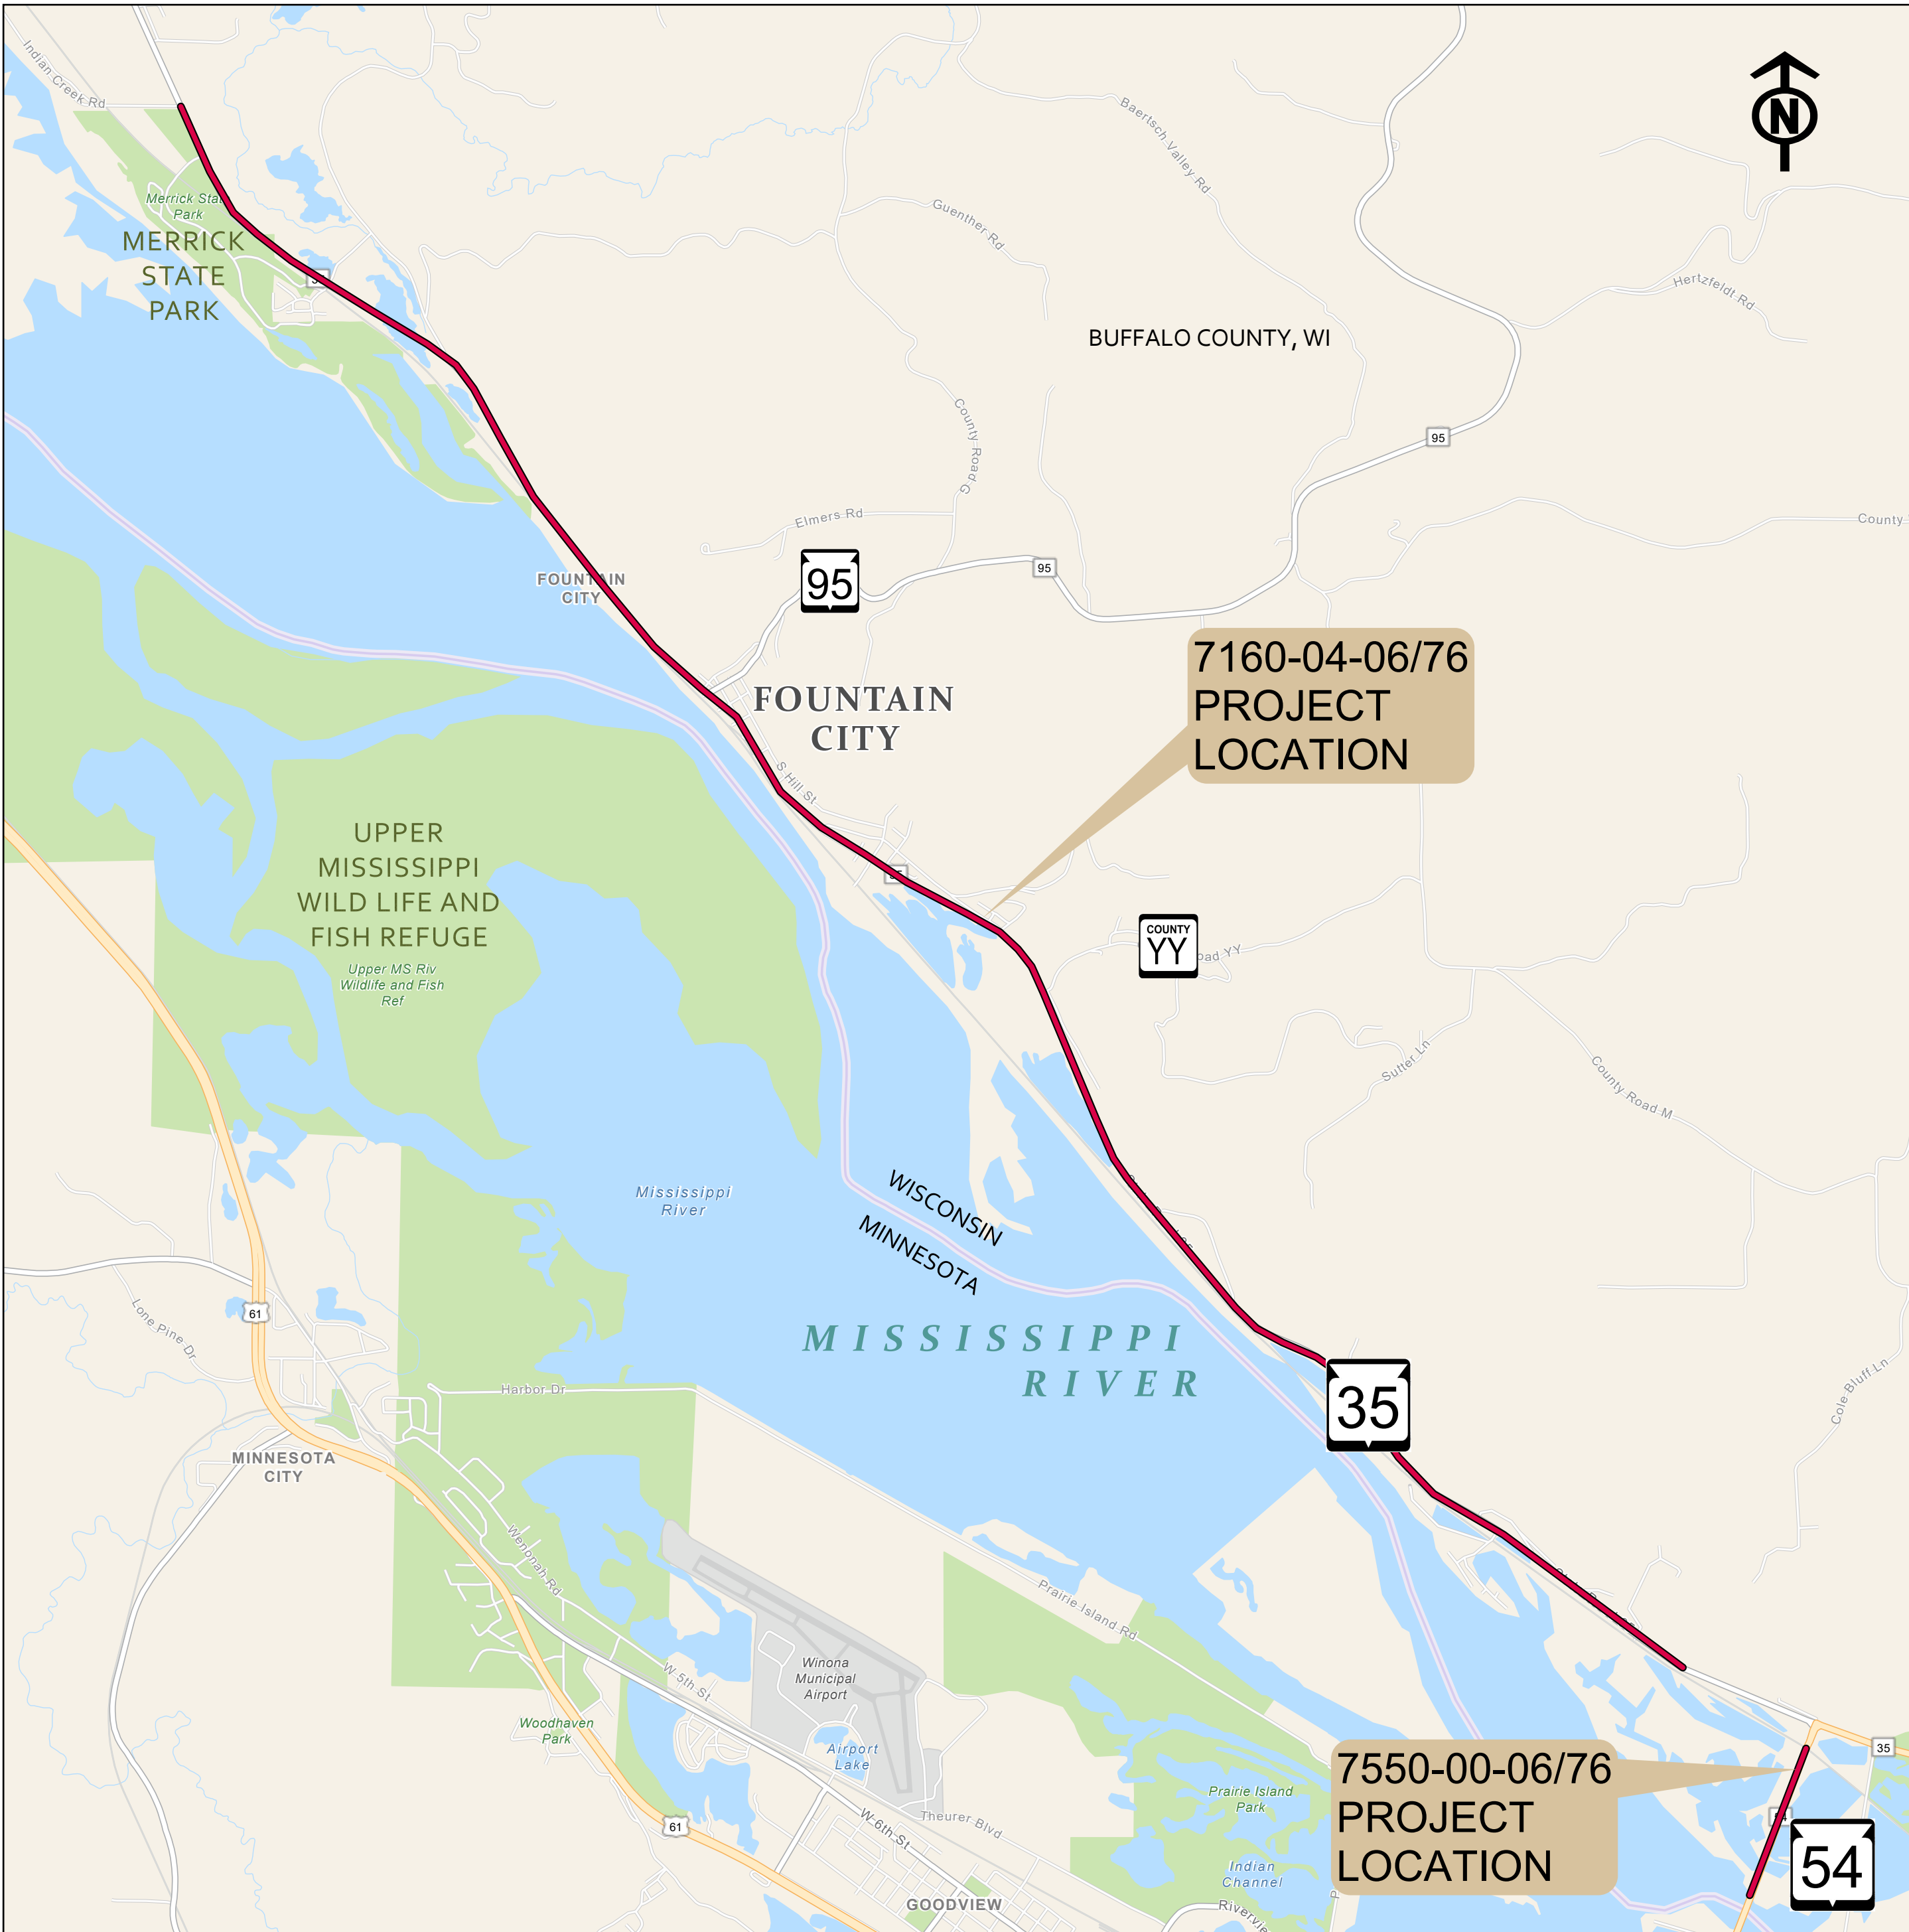 Indian Creek Rd
N
Baertsch Valley Rd
Merrick Sta
Park
Guenther Rd
MERRICK
STATE
PARK
Hertzfeldt Rd
BUFFALO COUNTY, WI
County Road G
95
Elmers Rd
County
95
FOUNTAIN
CITY
95
7160-04-06/76
PROJECT
LOCATION
FOUNTAIN
CITY
S Hill St
UPPER
MISSISSIPPI
WILD LIFE AND
FISH REFUGE
Upper MS Riv
Wildlife and Fish
Ref
COUNTY
YY
oad YY
Sutter Ln
County Road M
Mississippi
River
WISCONSIN
MINNESOTA
Lone Pine Dr
61
MISSISSIPPI
RIVER
Harbor Dr
35
Cole Bluff Ln
MINNESOTA
CITY
Wenonah Rd
Prairie Island Rd
Winona
Municipal
Airport
W 5th St
Woodhaven
Park
Airport
Lake
35
7550-00-06/76
PROJECT
LOCATION
Prairie Island
Park
61
W 6th St
Theurer Blvd
54
Indian
Channel
GOODVIEW
Rivervie